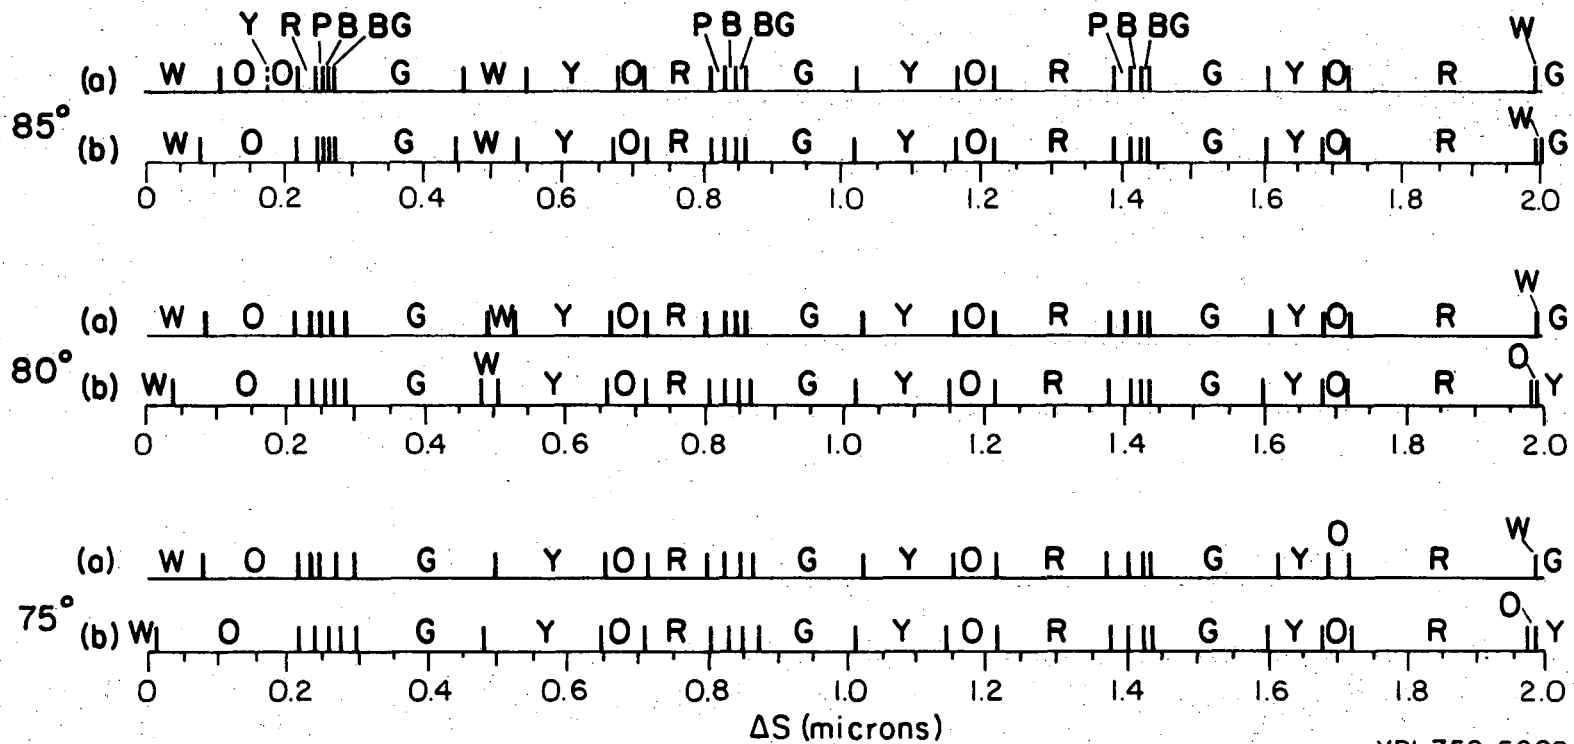 Y R P B BG P B BG P B BG W
(a) W O O G W Y O R G Y O R G Y O R G
85°
(b) W O G W Y O R G Y O R G Y O R W G
0 0.2 0.4 0.6 0.8 1.0 1.2 1.4 1.6 1.8 2.0
W
(a) W O G W Y O R G Y O R G Y O R G
80°
W O
(b) W O G Y O R G Y O R G Y O R Y
0 0.2 0.4 0.6 0.8 1.0 1.2 1.4 1.6 1.8 2.0
O W
(a) W O G Y O R G Y O R G Y R G
75°
O
(b) W O G Y O R G Y O R G Y O R Y
0 0.2 0.4 0.6 0.8 1.0 1.2 1.4 1.6 1.8 2.0
ΔS (microns)